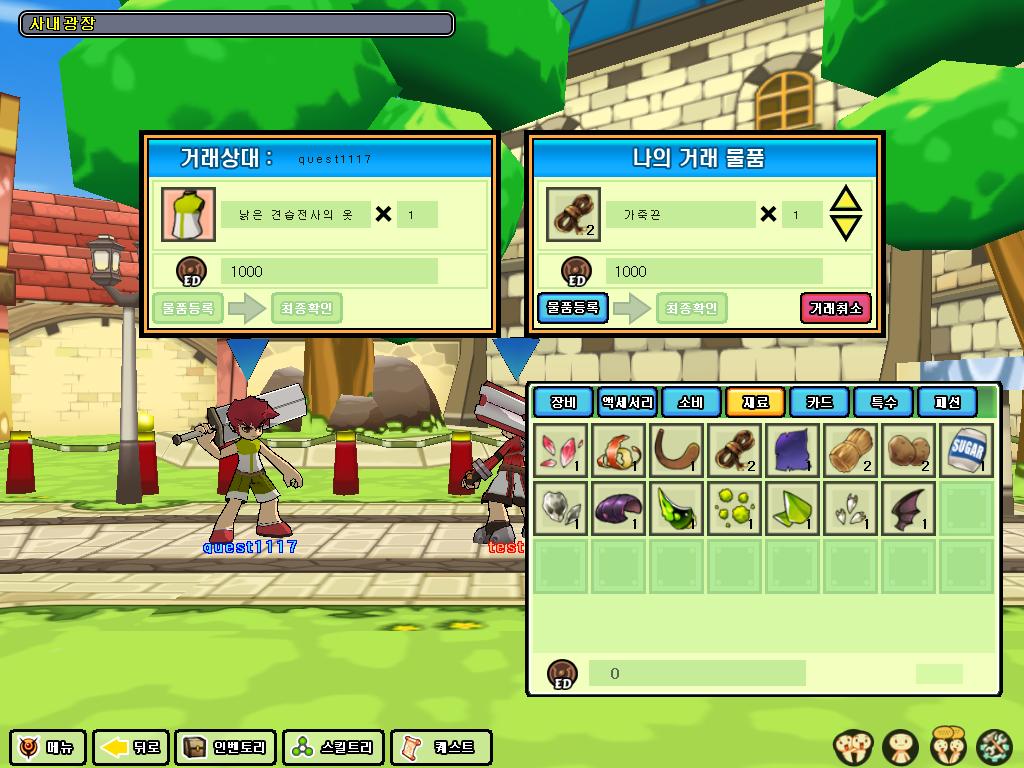 사내광장
거래상대 : quest1117
낡은 견습전사의 옷 × 1
ED 1000
물품등록 최종확인
나의 거래 물품
2 가죽끈 × 1
ED 1000
물품등록 최종확인 거래취소
장비 액세서리 소비 재료 카드 특수 패션
1 1 1 2 1 2 2 SUGAR 1
1 1 1 1 1 1 1
quest1117
test
ED 0
메뉴 뒤로 인벤토리 스킬트리 퀘스트